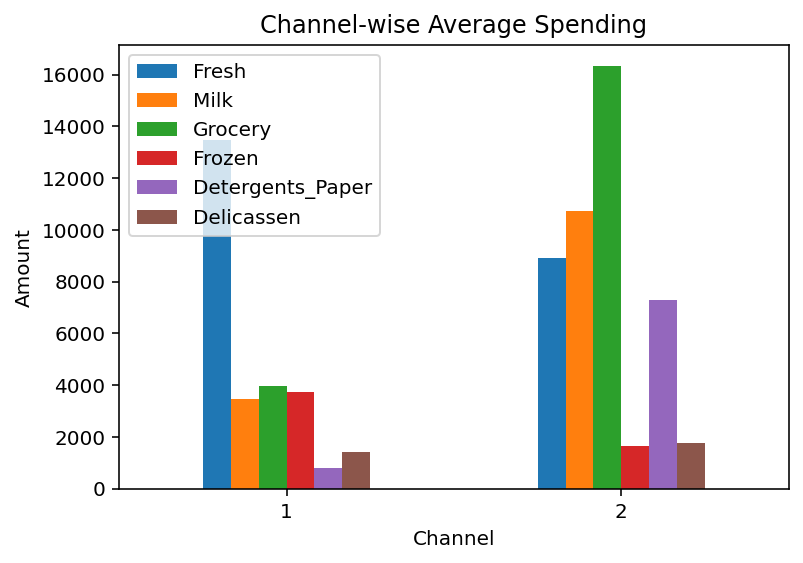 Channel-wise Average Spending
Fresh
Milk
Grocery
Frozen
Detergents_Paper
Delicassen
16000
14000
12000
10000
8000
6000
4000
2000
0
Amount
1
2
Channel